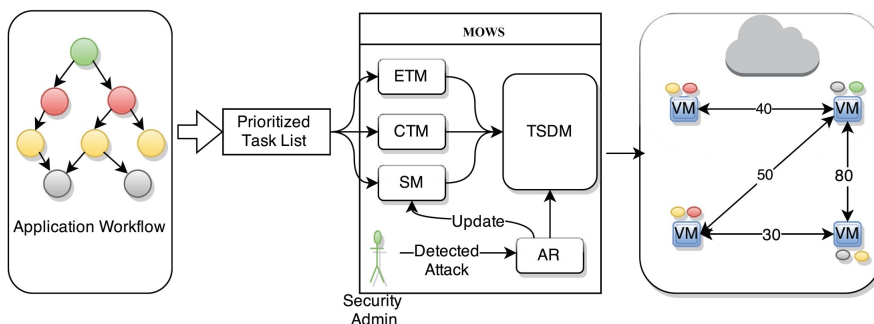 MOWS
Application Workflow
Prioritized
Task List
ETM
CTM
SM
TSDM
Update
Detected
Attack
AR
Security
Admin
VM
40
VM
50
80
VM
30
VM